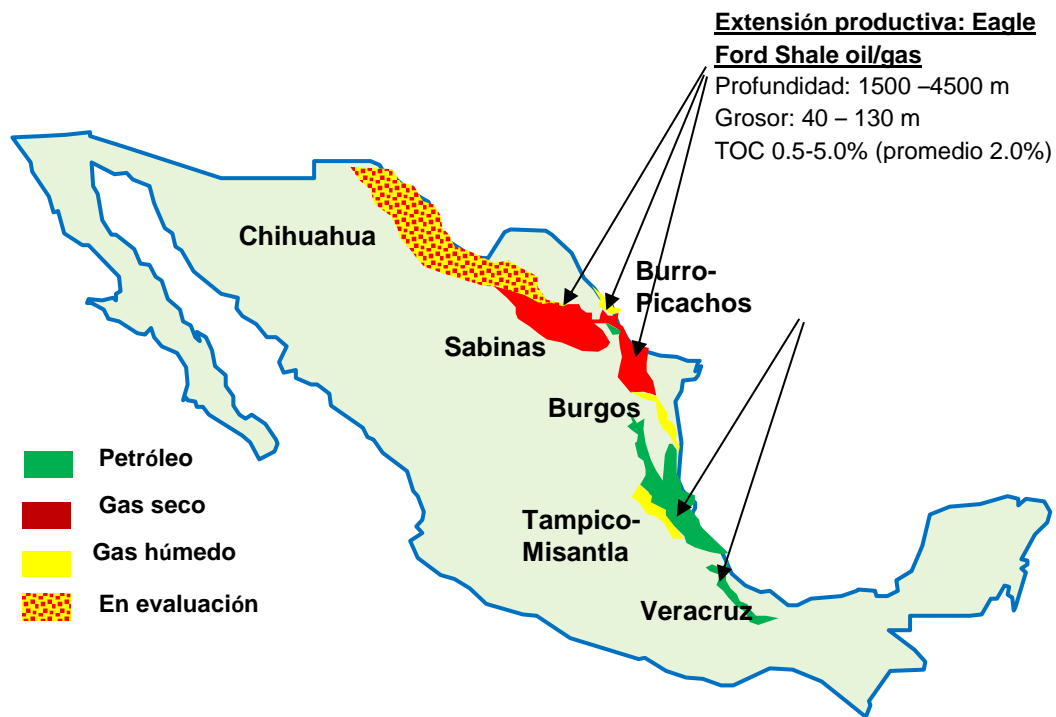 Extensión productiva: Eagle
Ford Shale oil/gas
Profundidad: 1500 –4500 m
Grosor: 40 – 130 m
TOC 0.5-5.0% (promedio 2.0%)
Chihuahua
Burro-
Picachos
Sabinas
Burgos
Petróleo
Gas seco
Gas húmedo
En evaluación
Tampico-
Misantla
Veracruz